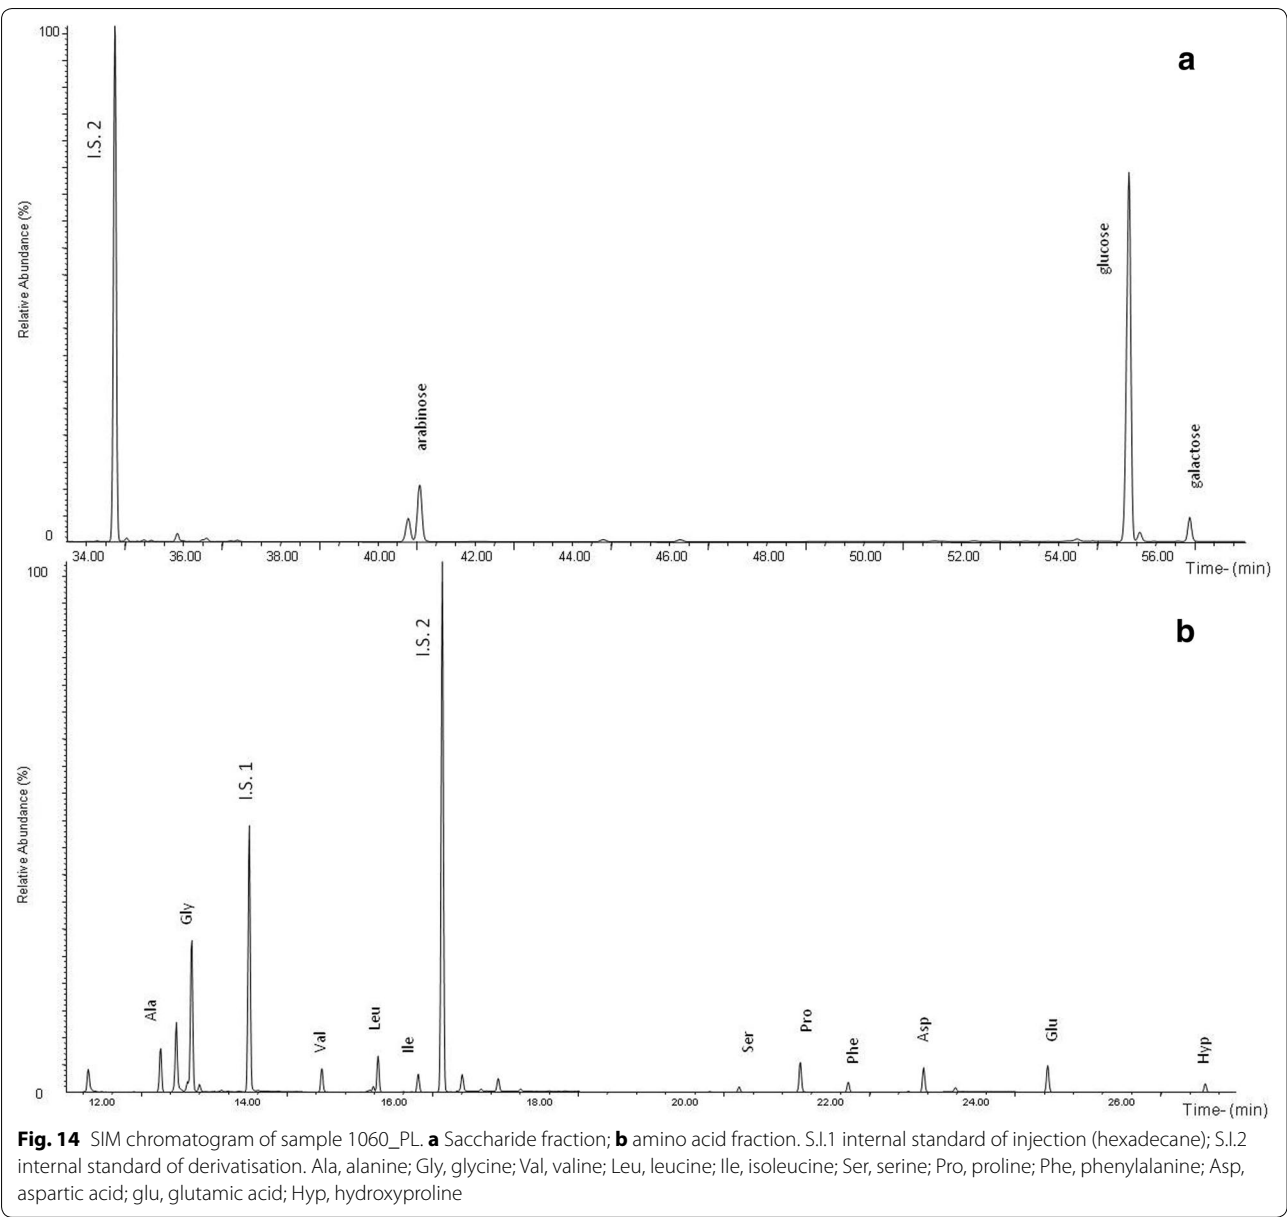 100
a
I.S. 2
Relative Abundance (%)
glucose
arabinose
galactose
0
34.00 36.00 38.00 40.00 42.00 44.00 46.00 48.00 50.00 52.00 54.00 56.00
Time- (min)
100
b
I.S. 2
I.S. 1
Relative Abundance (%)
Gly
Ala
Val
Leu
Ile
Ser
Pro
Phe
Asp
Glu
Hyp
0
12.00 14.00 16.00 18.00 20.00 22.00 24.00 26.00
Time- (min)
Fig. 14 SIM chromatogram of sample 1060_PL. a Saccharide fraction; b amino acid fraction. S.I.1 internal standard of injection (hexadecane); S.I.2
internal standard of derivatisation. Ala, alanine; Gly, glycine; Val, valine; Leu, leucine; Ile, isoleucine; Ser, serine; Pro, proline; Phe, phenylalanine; Asp,
aspartic acid; glu, glutamic acid; Hyp, hydroxyproline